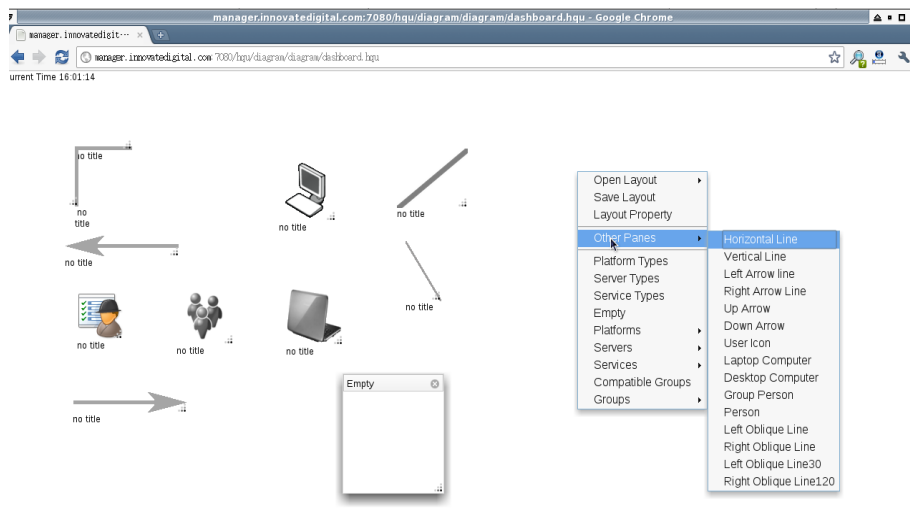 manager.innovatedigital.com:7080/hqu/diagram/diagram/dashboard.hqu - Google Chrome
manager.innovatedigit···
manager.innovatedigital.com:7080/hqu/diagram/diagram/dashboard.hqu
urrent Time 16:01:14
no title
no
title
no title
no title
no title
no title
no title
no title
no title
no title
Empty
Open Layout
Save Layout
Layout Property
Other Panes
Platform Types
Server Types
Service Types
Empty
Platforms
Servers
Services
Compatible Groups
Groups
Horizontal Line
Vertical Line
Left Arrow line
Right Arrow Line
Up Arrow
Down Arrow
User Icon
Laptop Computer
Desktop Computer
Group Person
Person
Left Oblique Line
Right Oblique Line
Left Oblique Line30
Right Oblique Line120